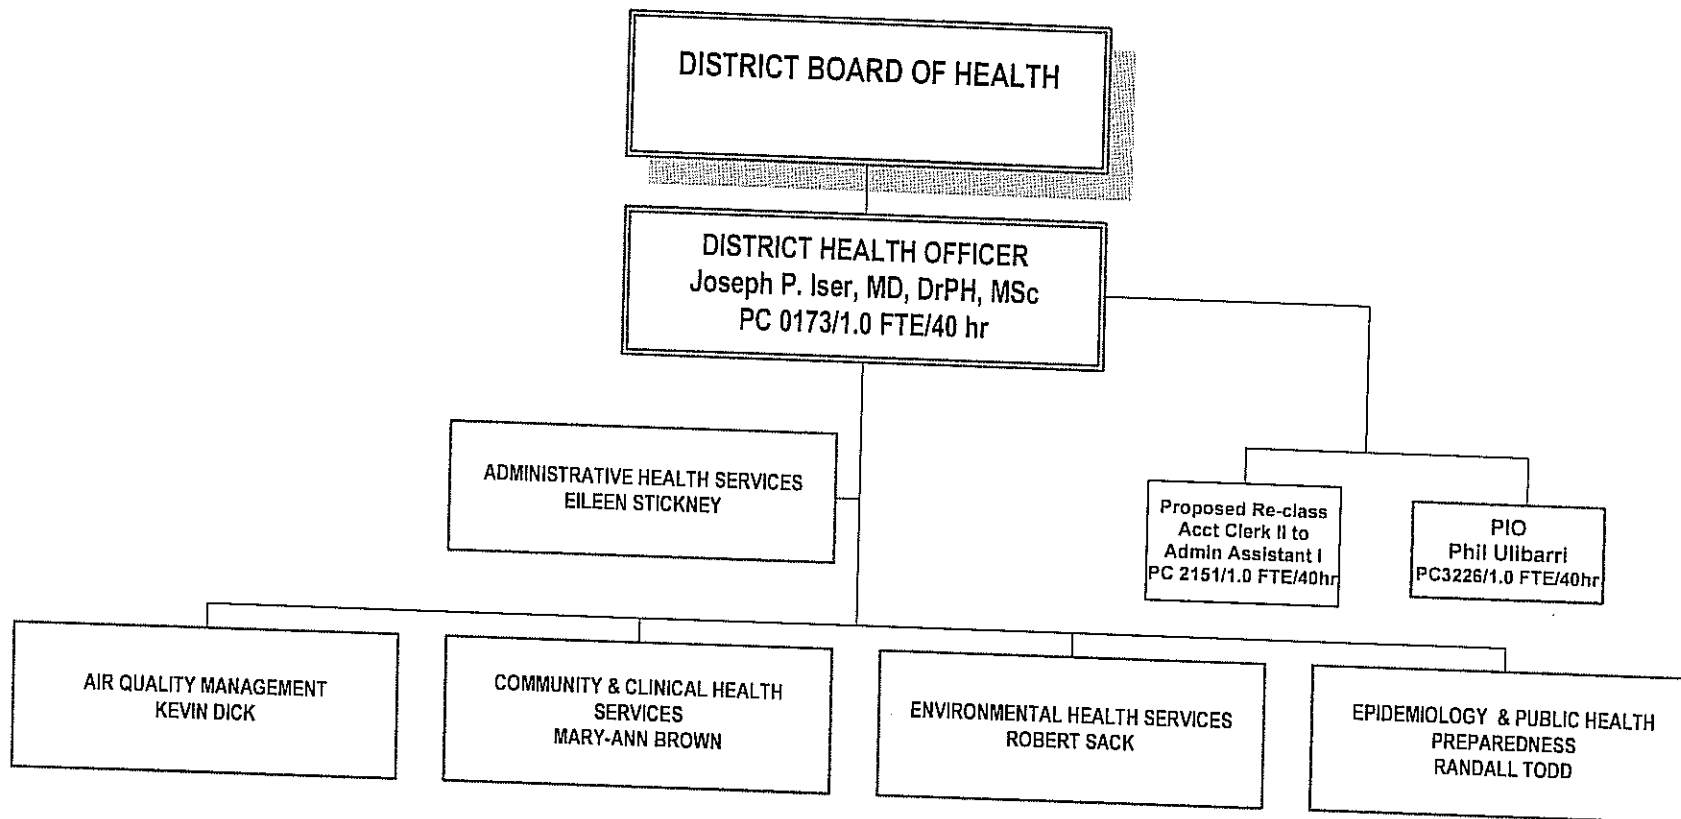 DISTRICT BOARD OF HEALTH
DISTRICT HEALTH OFFICER
Joseph P. Iser, MD, DrPH, MSc
PC 0173/1.0 FTE/40 hr
ADMINISTRATIVE HEALTH SERVICES
EILEEN STICKNEY
Proposed Re-class
Acct Clerk II to
Admin Assistant I
PC 2151/1.0 FTE/40hr
PIO
Phil Ulibarri
PC3226/1.0 FTE/40hr
AIR QUALITY MANAGEMENT
KEVIN DICK
COMMUNITY & CLINICAL HEALTH
SERVICES
MARY-ANN BROWN
ENVIRONMENTAL HEALTH SERVICES
ROBERT SACK
EPIDEMIOLOGY & PUBLIC HEALTH
PREPAREDNESS
RANDALL TODD